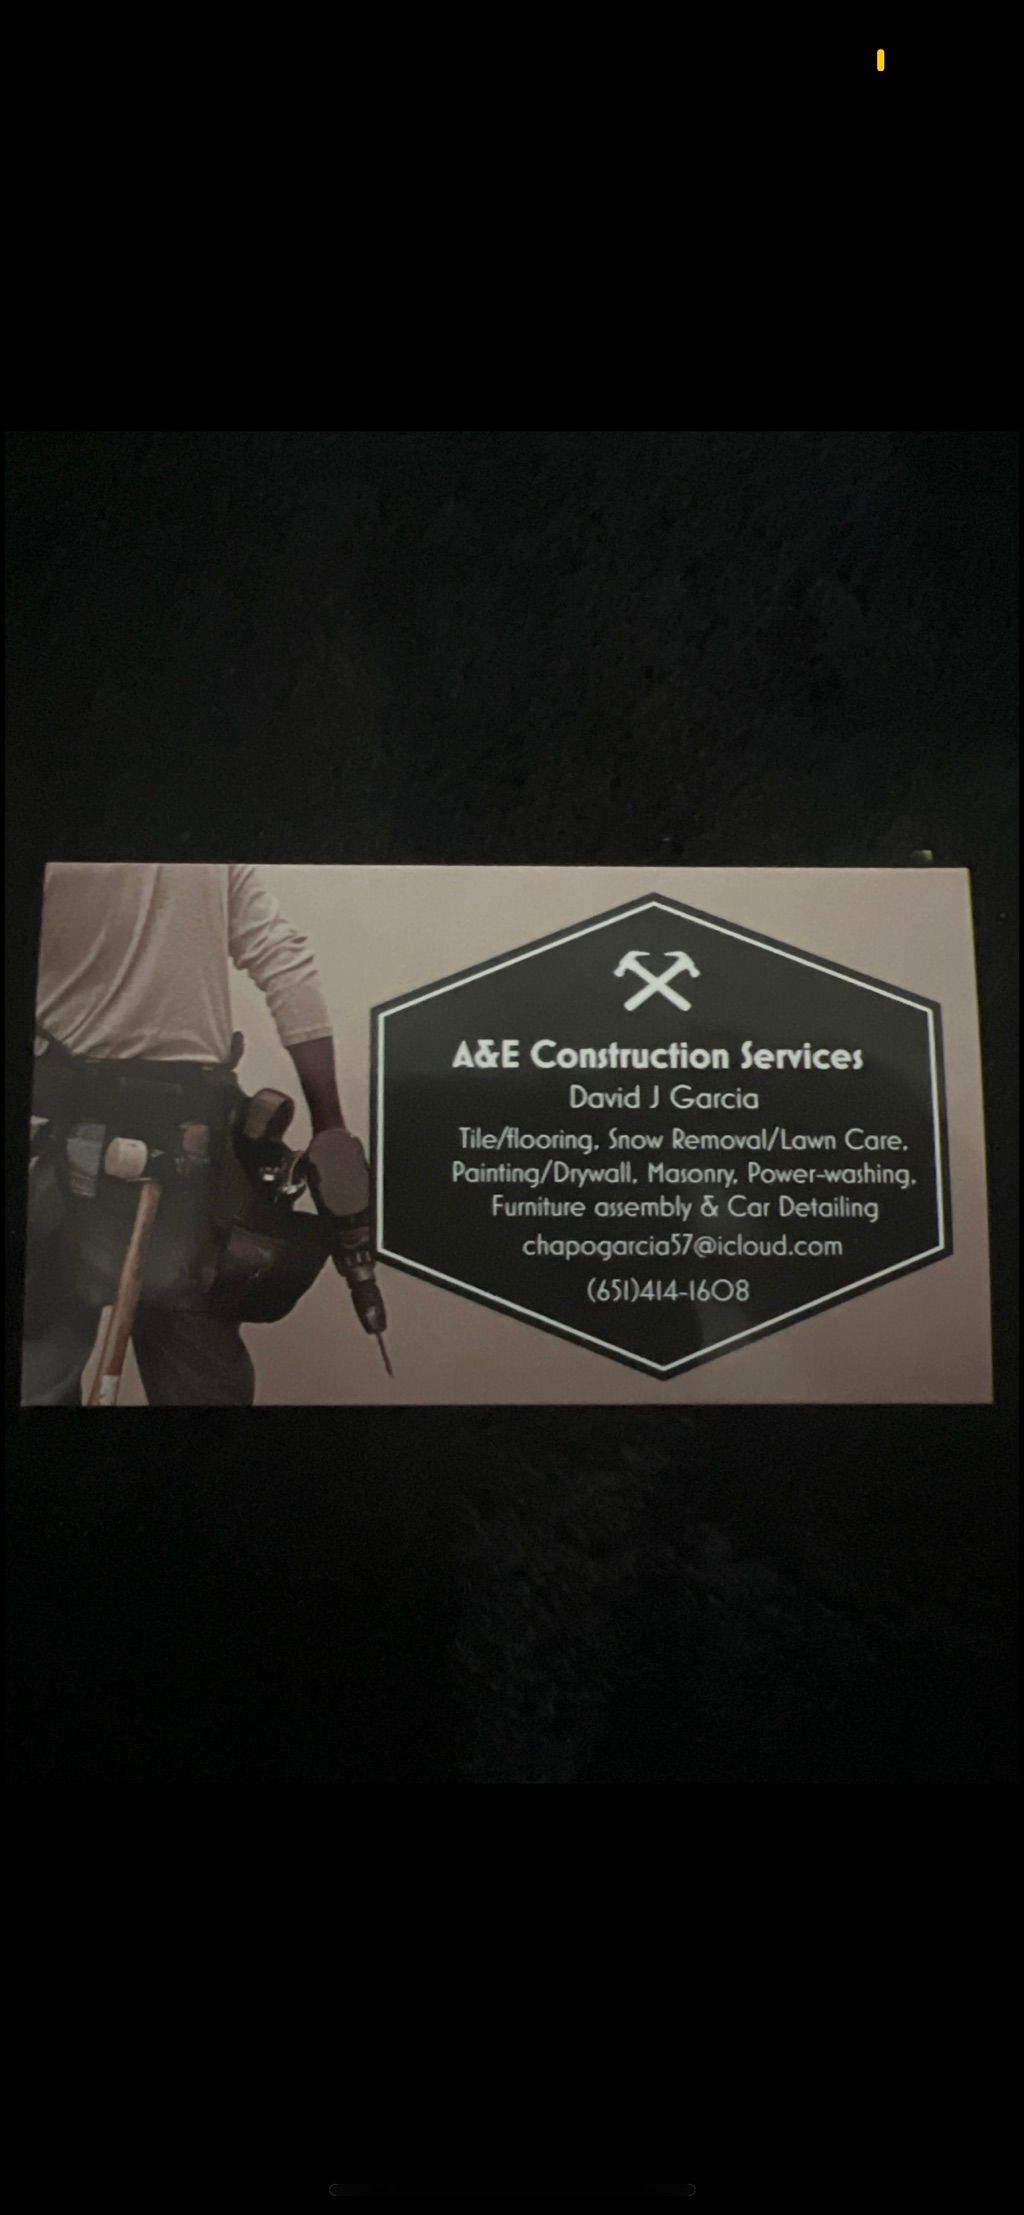 A&E Construction Services
David J Garcia
Tile/flooring, Snow Removal/Lawn Care,
Painting/Drywall, Masonry, Power-washing,
Furniture assembly & Car Detailing
chapogarcia57@icloud.com
(651)414-1608